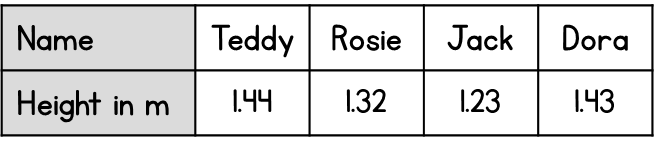 Name Teddy Rosie Jack Dora
Height in m 1.44 1.32 1.23 1.43